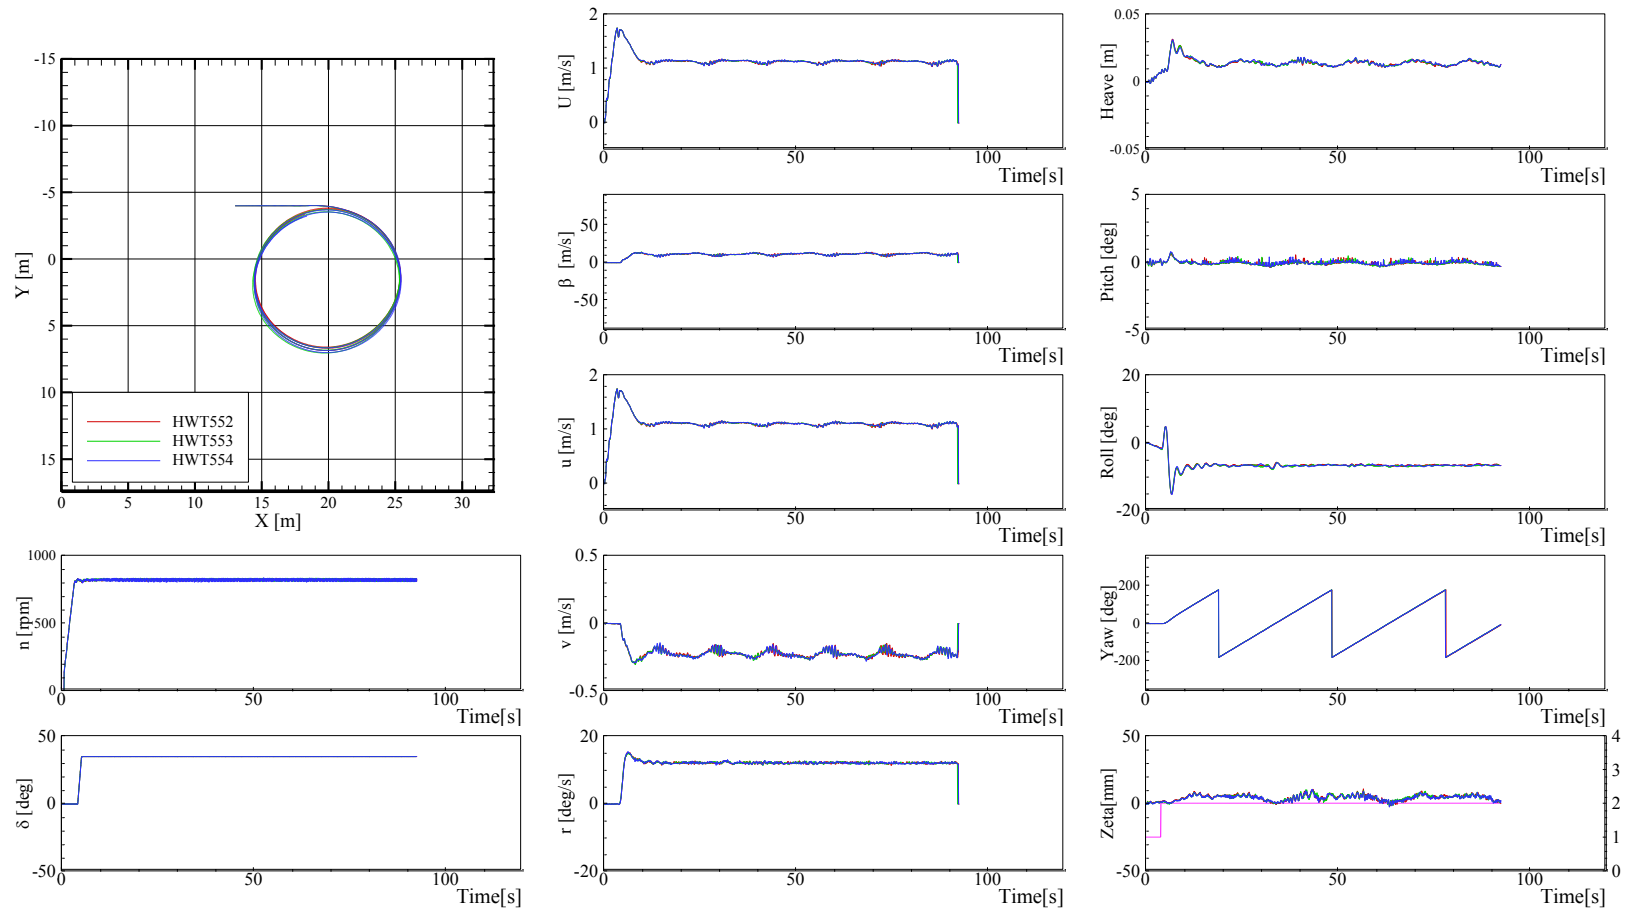 -15
-10
-5
0
5
10
15
Y [m]
HWT552
HWT553
HWT554
0 5 10 15 20 25 30
X [m]
1000
500
0
n [rpm]
0 50 100
Time[s]
50
0
-50
δ [deg]
0 50 100
Time[s]
2
1
0
U [m/s]
0 50 100
Time[s]
50
0
-50
β [m/s]
0 50 100
Time[s]
2
1
0
u [m/s]
0 50 100
Time[s]
0.5
0
-0.5
v [m/s]
0 50 100
Time[s]
20
0
-20
r [deg/s]
0 50 100
Time[s]
0.05
0
-0.05
Heave [m]
0 50 100
Time[s]
5
0
-5
Pitch [deg]
0 50 100
Time[s]
20
0
-20
Roll [deg]
0 50 100
Time[s]
200
0
-200
Yaw [deg]
0 50 100
Time[s]
50
0
-50
Zeta[mm]
4
3
2
1
0
0 50 100
Time[s]